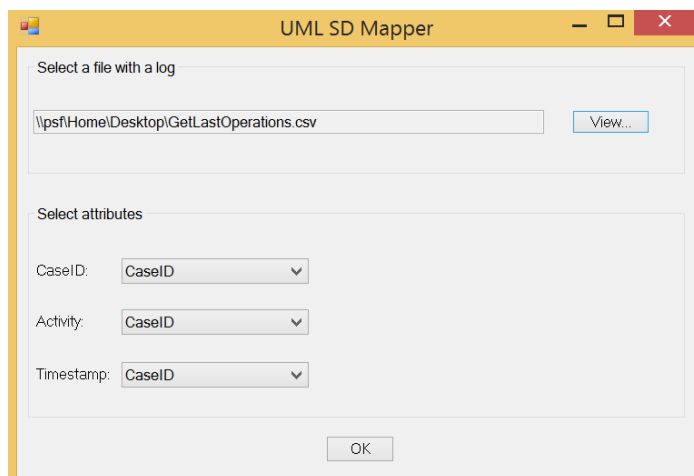 UML SD Mapper
Select a file with a log
\\psf\Home\Desktop\GetLastOperations.csv View...
Select attributes
CaseID: CaseID
Activity: CaseID
Timestamp: CaseID
OK